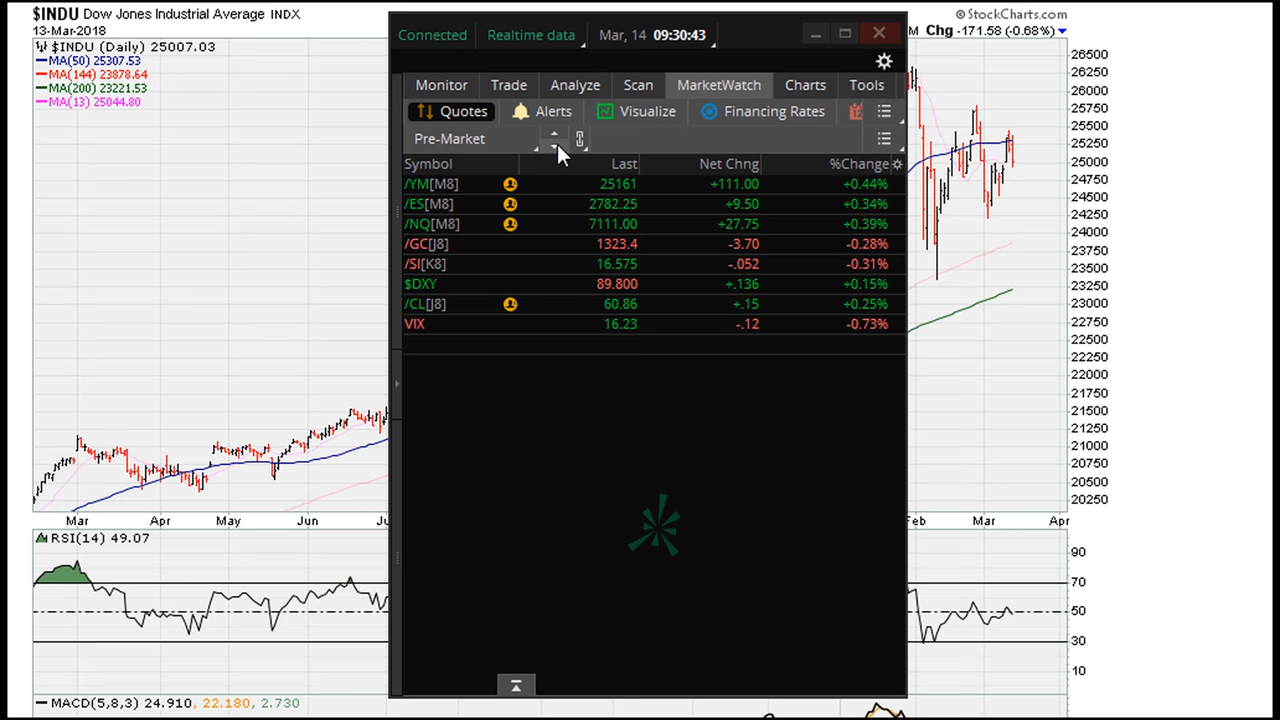 $INDU Dow Jones Industrial Average INDX
© StockCharts.com
13-Mar-2018
M Chg -171.58 (-0.68%)
$INDU (Daily) 25007.03
MA(50) 25307.53
MA(144) 23878.64
MA(200) 23221.53
MA(13) 25044.80
Connected
Realtime data
Mar, 14 09:30:43
Monitor Trade Analyze Scan MarketWatch Charts Tools
Quotes Alerts Visualize Financing Rates
Pre-Market
Symbol Last Net Chng %Change
/YM[M8] 25161 +111.00 +0.44%
/ES[M8] 2782.25 +9.50 +0.34%
/NQ[M8] 7111.00 +27.75 +0.39%
/GC[J8] 1323.4 -3.70 -0.28%
/SI[K8] 16.575 -.052 -0.31%
$DXY 89.800 +.136 +0.15%
/CL[J8] 60.86 +.15 +0.25%
VIX 16.23 -.12 -0.73%
26500
26250
26000
25750
25500
25250
25000
24750
24500
24250
24000
23750
23500
23250
23000
22750
22500
22250
22000
21750
21500
21250
21000
20750
20500
20250
Mar Apr May Jun Feb Mar Apr
RSI(14) 49.07
90
70
50
30
10
MACD(5,8,3) 24.910, 22.180, 2.730